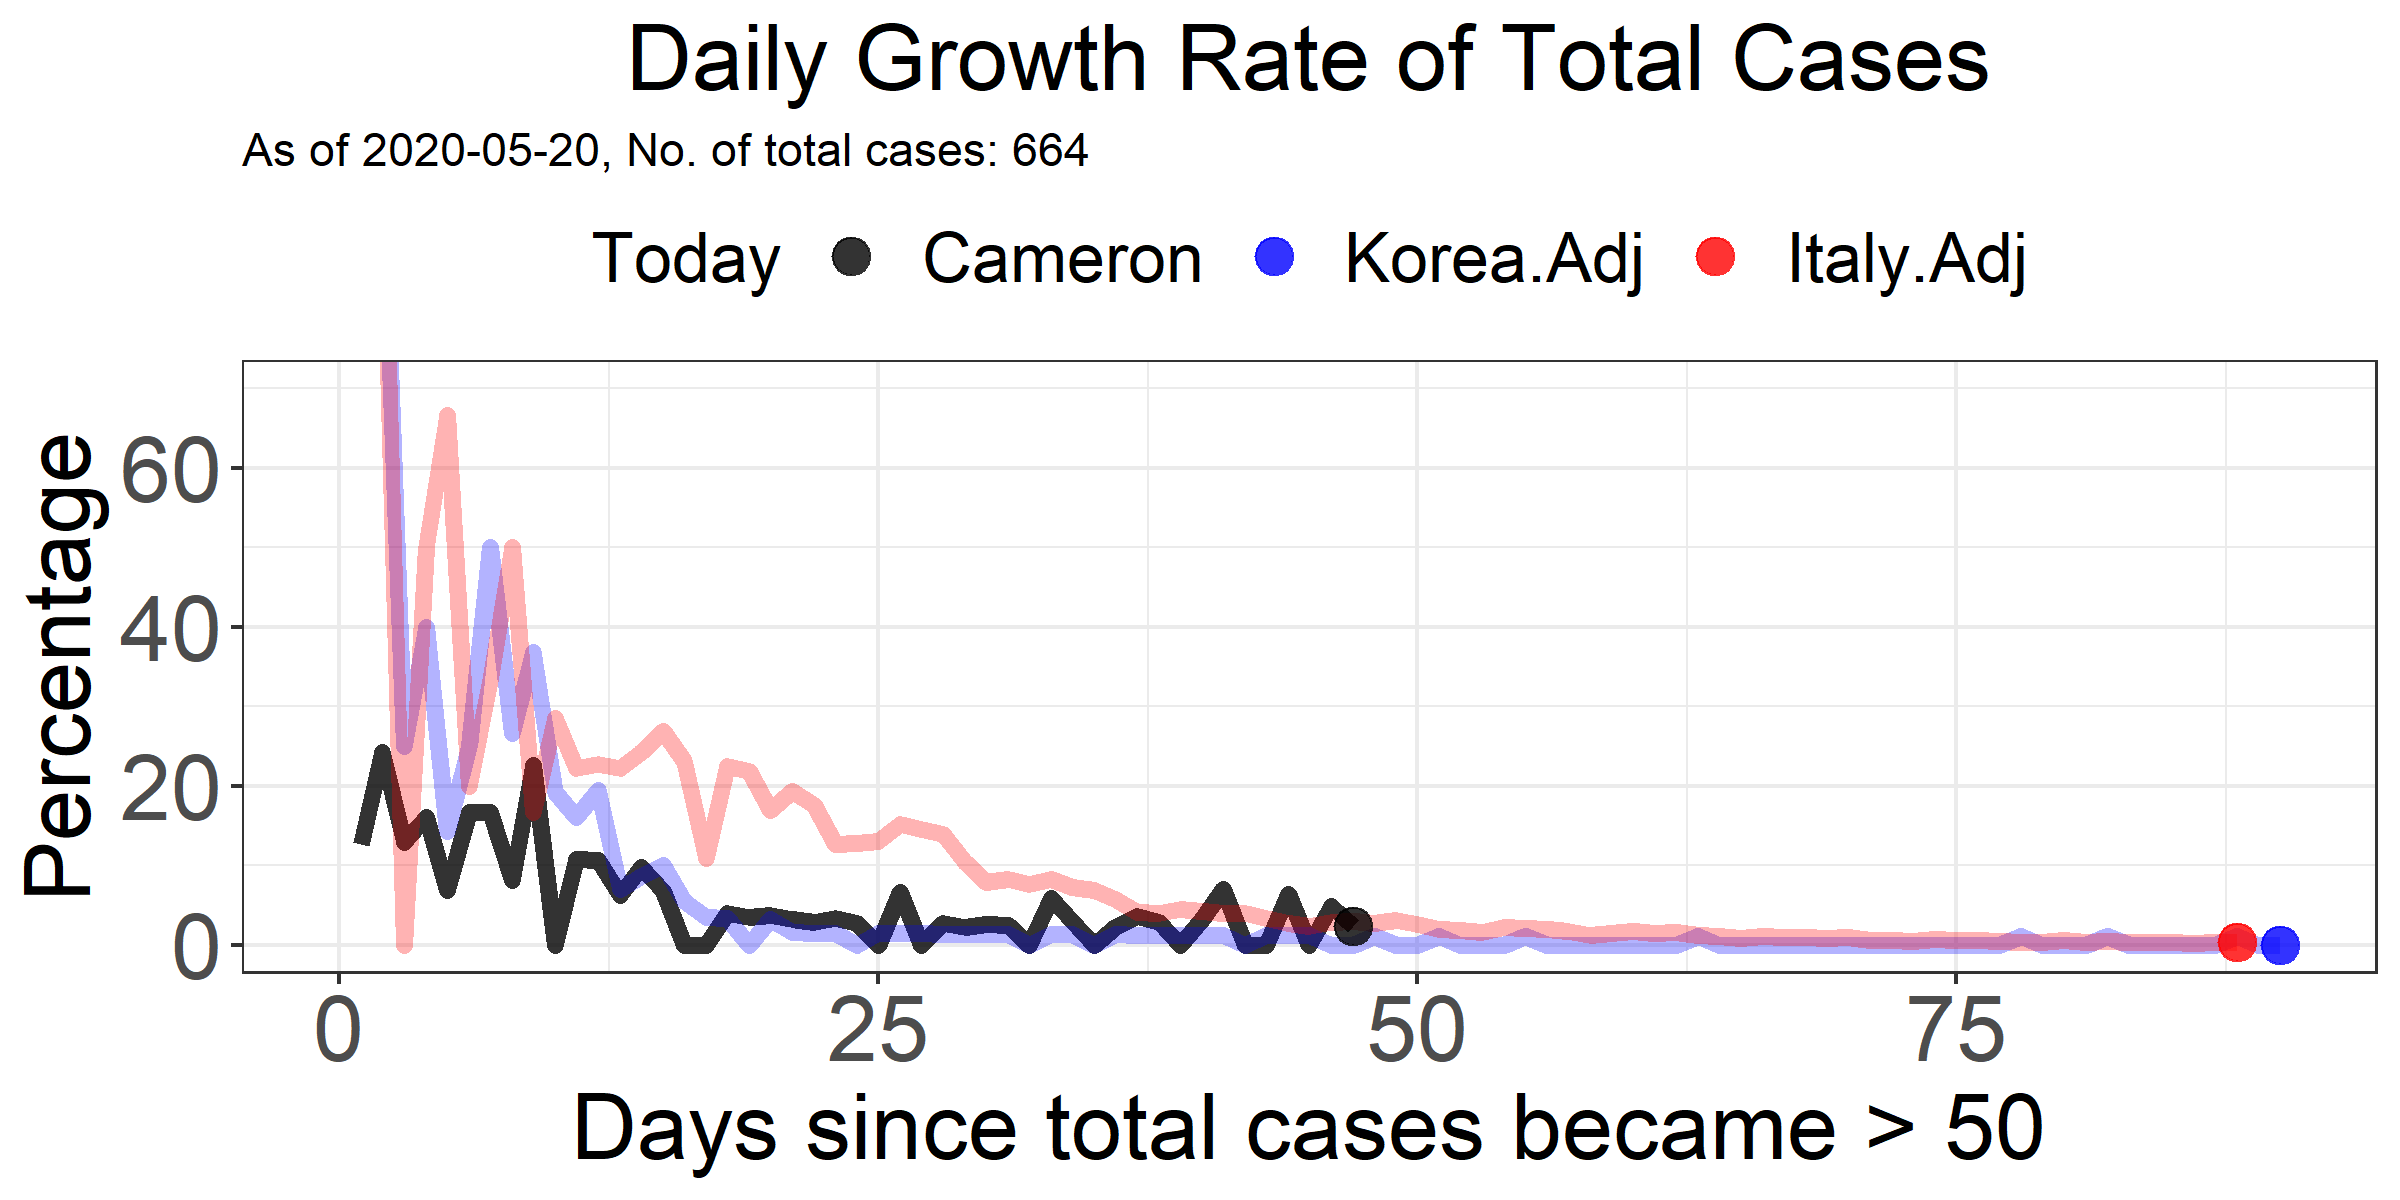 Daily Growth Rate of Total Cases
As of 2020-05-20, No. of total cases: 664
Today Cameron Korea.Adj Italy.Adj
Percentage
60
40
20
0
0 25 50 75
Days since total cases became > 50